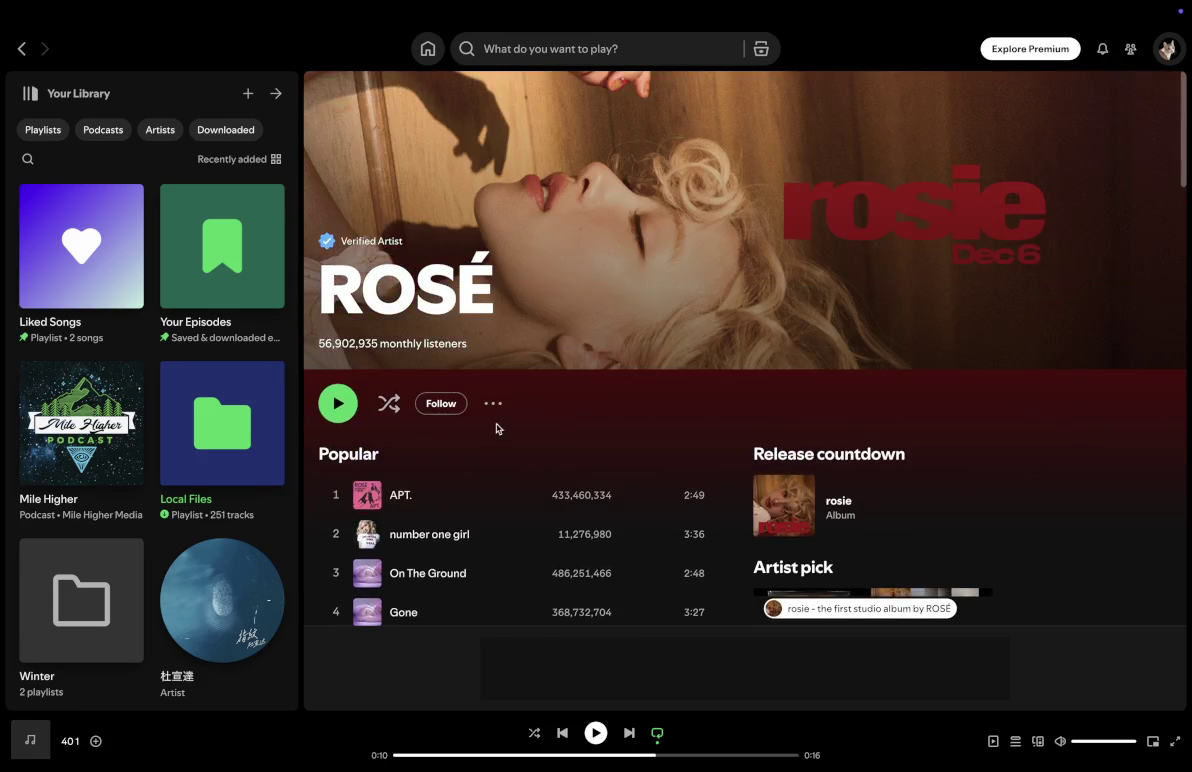 What do you want to play?
Explore Premium
Your Library
Playlists
Podcasts
Artists
Downloaded
Recently added
Liked Songs
Playlist • 2 songs
Your Episodes
Saved & downloaded e...
Mile Higher
PODCAST
Mile Higher
Podcast • Mile Higher Media
Local Files
Playlist • 251 tracks
Winter
2 playlists
杜宣達
Artist
rosie
Dec 6
Verified Artist
ROSÉ
56,902,935 monthly listeners
Follow
Popular
1 APT. 433,460,334 2:49
2 number one girl 11,276,980 3:36
3 On The Ground 486,251,466 2:48
4 Gone 368,732,704 3:27
Release countdown
rosie
Album
Artist pick
rosie - the first studio album by ROSÉ
40 1
0:10
0:16